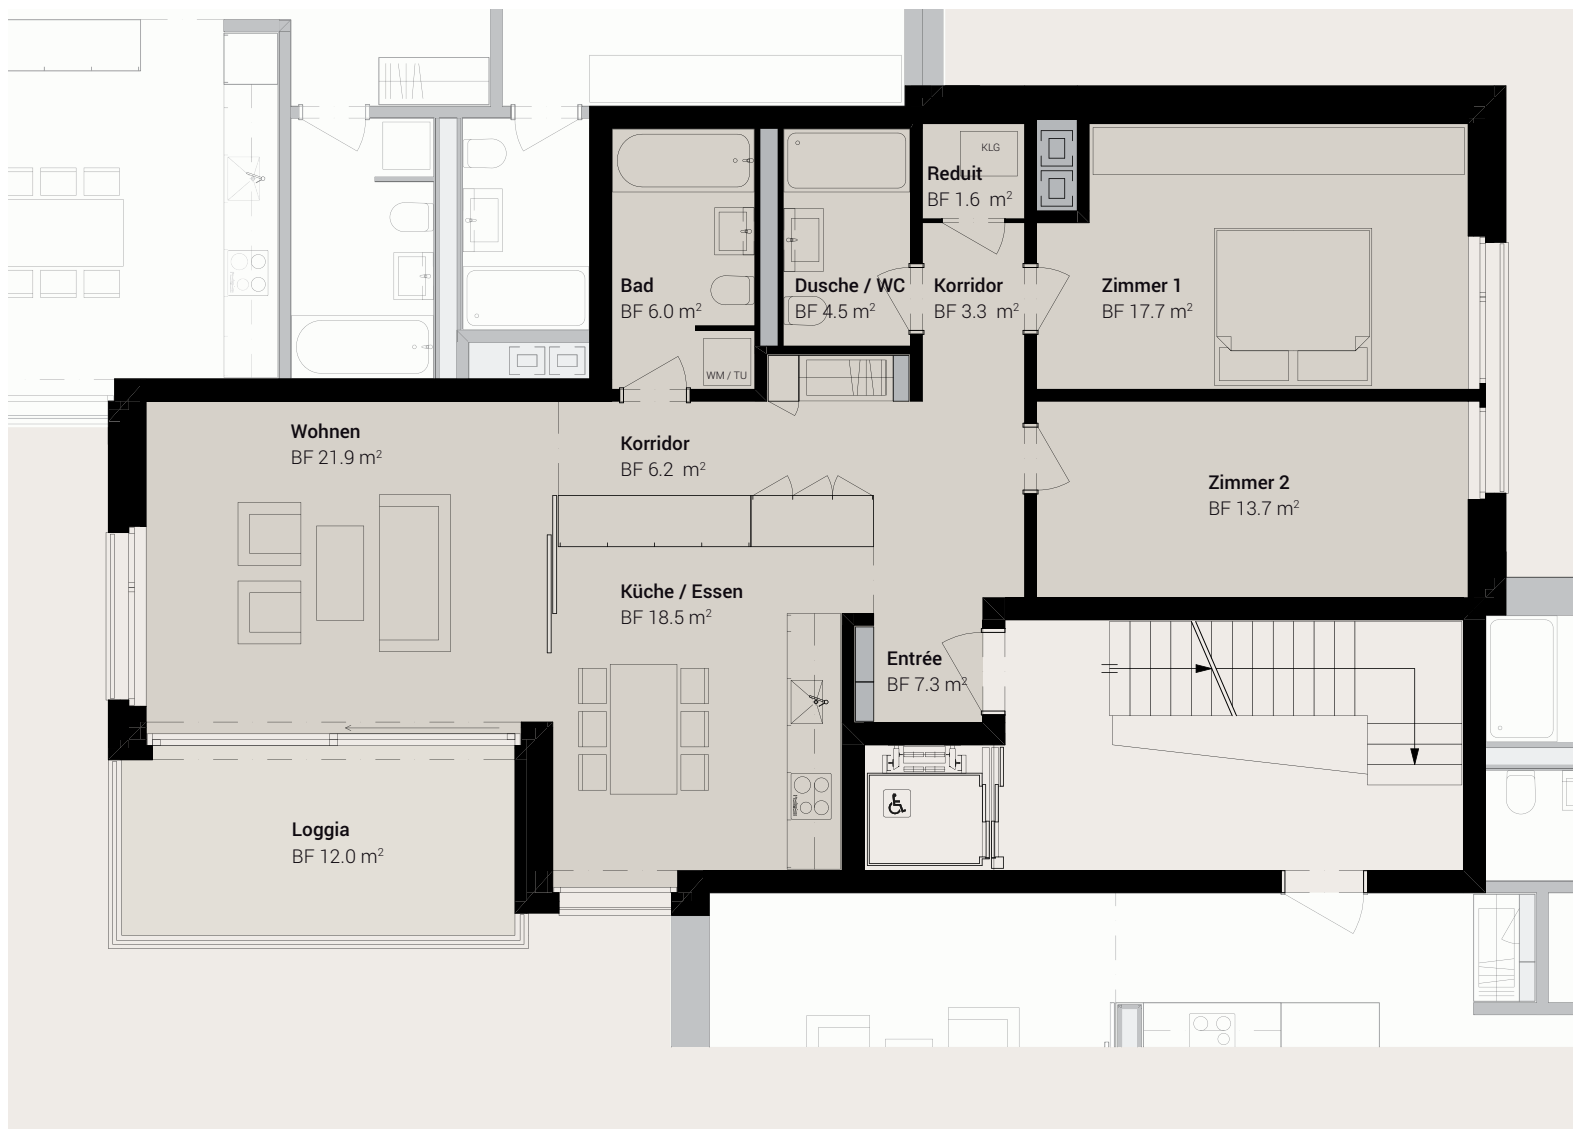 KLG
Reduit
BF 1.6 m²
Bad
BF 6.0 m²
Dusche / WC
BF 4.5 m²
Korridor
BF 3.3 m²
Zimmer 1
BF 17.7 m²
WM / TU
Wohnen
BF 21.9 m²
Korridor
BF 6.2 m²
Zimmer 2
BF 13.7 m²
Küche / Essen
BF 18.5 m²
Entrée
BF 7.3 m²
Loggia
BF 12.0 m²